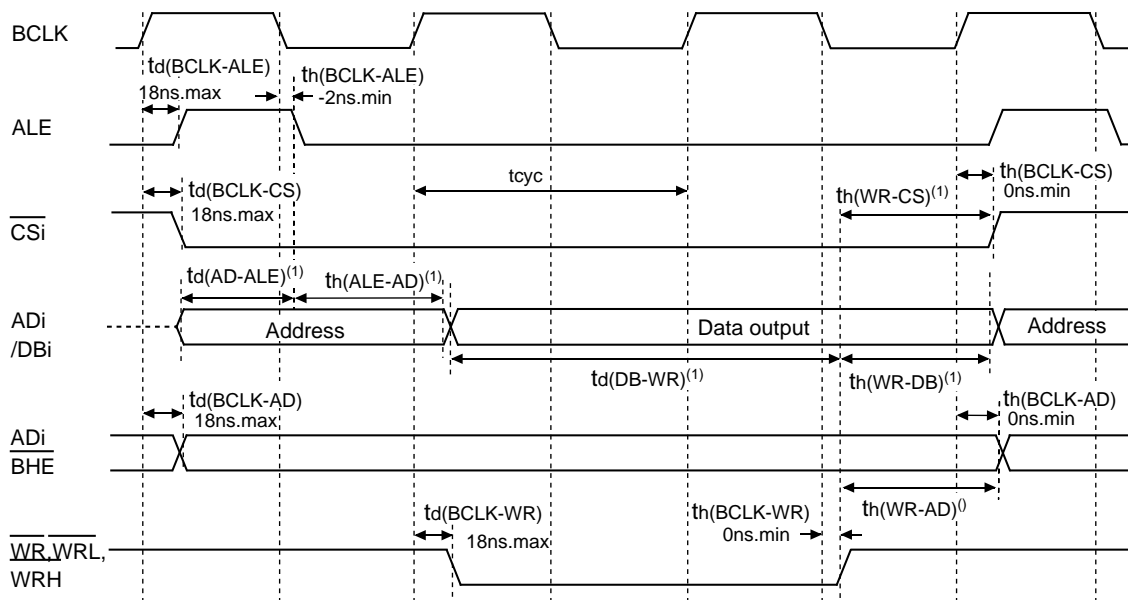 BCLK
td(BCLK-ALE)
18ns.max
th(BCLK-ALE)
-2ns.min
ALE
td(BCLK-CS)
18ns.max
tcyc
th(BCLK-CS)
0ns.min
th(WR-CS)(1)
CSi
td(AD-ALE)(1)
th(ALE-AD)(1)
ADi
/DBi
Address
Data output
Address
td(DB-WR)(1)
th(WR-DB)(1)
td(BCLK-AD)
18ns.max
th(BCLK-AD)
0ns.min
ADi
BHE
th(WR-AD)()
td(BCLK-WR)
18ns.max
th(BCLK-WR)
0ns.min
WR,WRL,
WRH